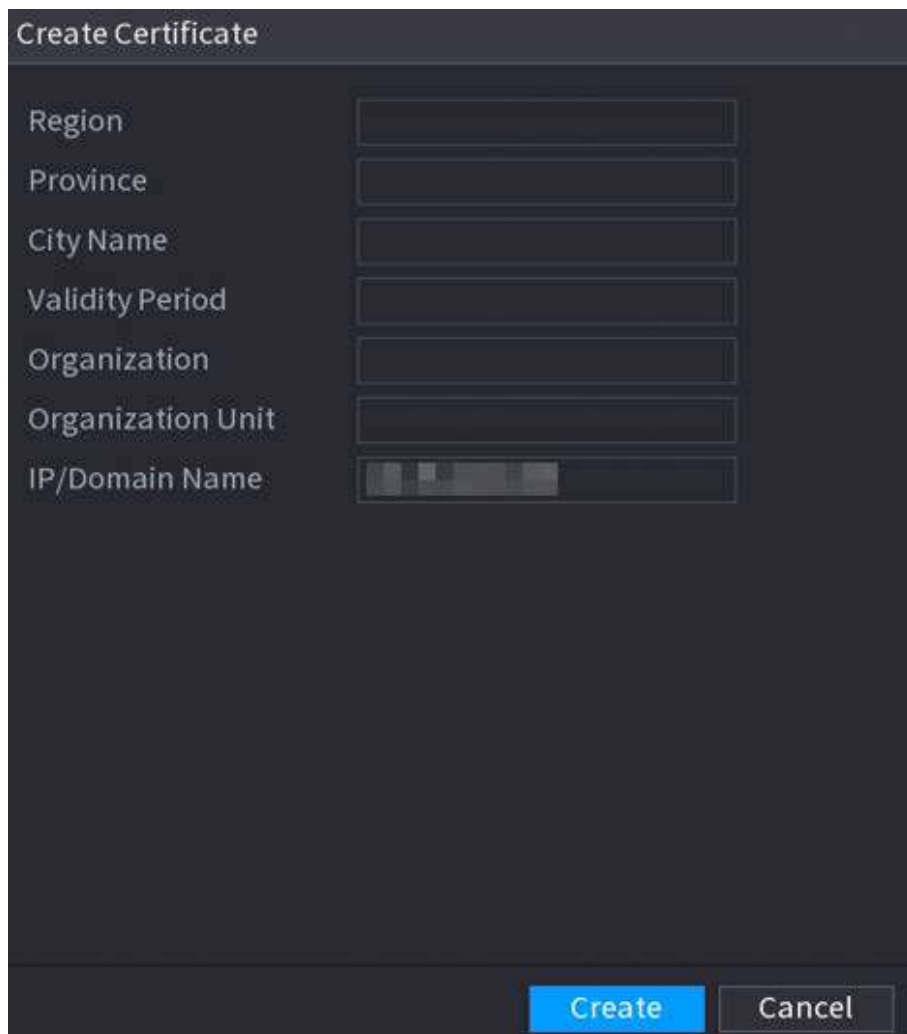 Create Certificate
Region
Province
City Name
Validity Period
Organization
Organization Unit
IP/Domain Name
Create Cancel